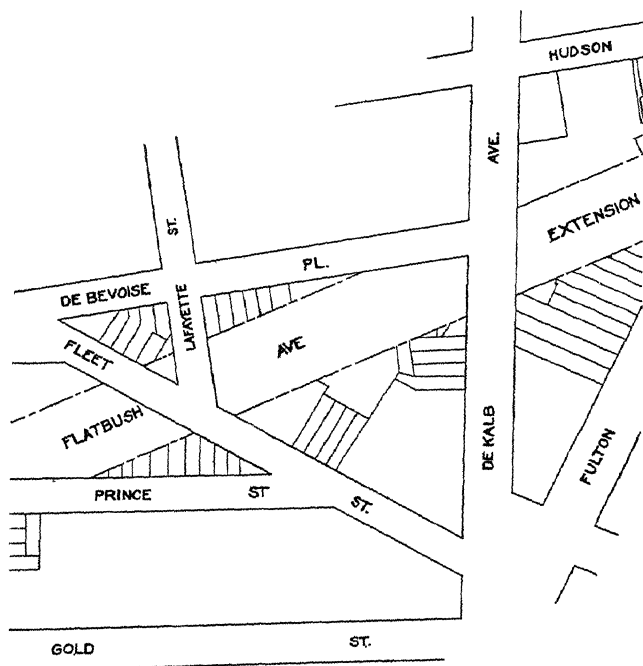 HUDSON
AVE.
EXTENSION
ST.
PL.
DE BEVOISE
LAFAYETTE
AVE
FLEET
FLATBUSH
DE KALB
FULTON
PRINCE ST
ST.
GOLD ST.